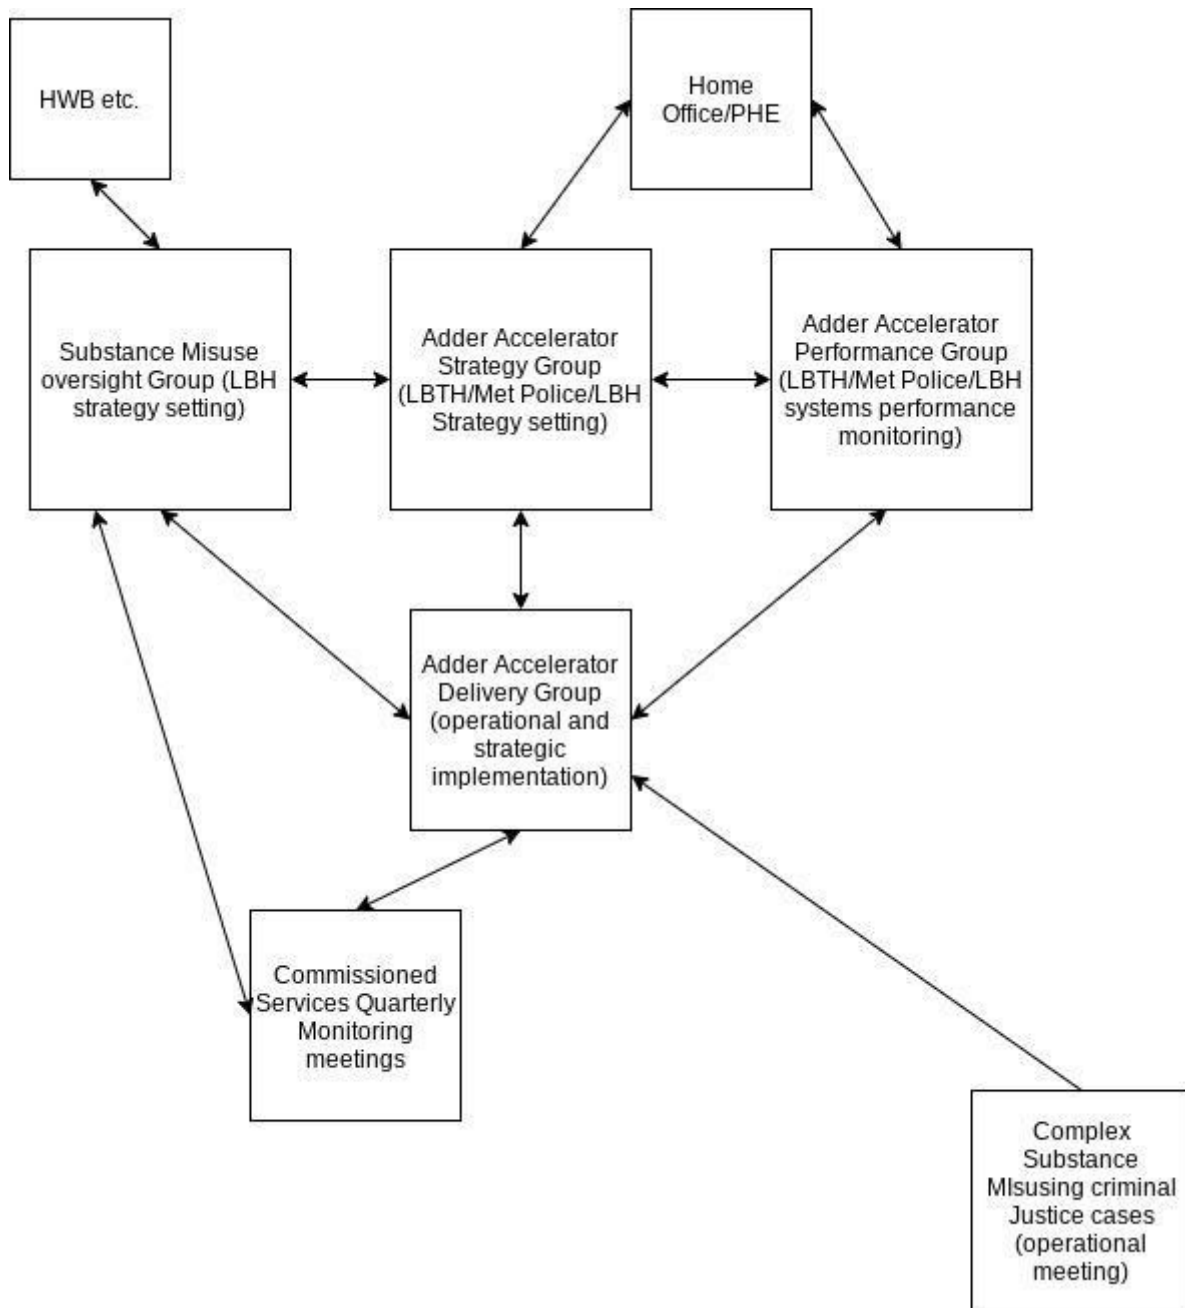 HWB etc.
Home
Office/PHE
Substance Misuse
oversight Group (LBH
strategy setting)
Adder Accelerator
Strategy Group
(LBTH/Met Police/LBH
Strategy setting)
Adder Accelerator
Performance Group
(LBTH/Met Police/LBH
systems performance
monitoring)
Adder Accelerator
Delivery Group
(operational and
strategic
implementation)
Commissioned
Services Quarterly
Monitoring
meetings
Complex
Substance
MIsusing criminal
Justice cases
(operational
meeting)